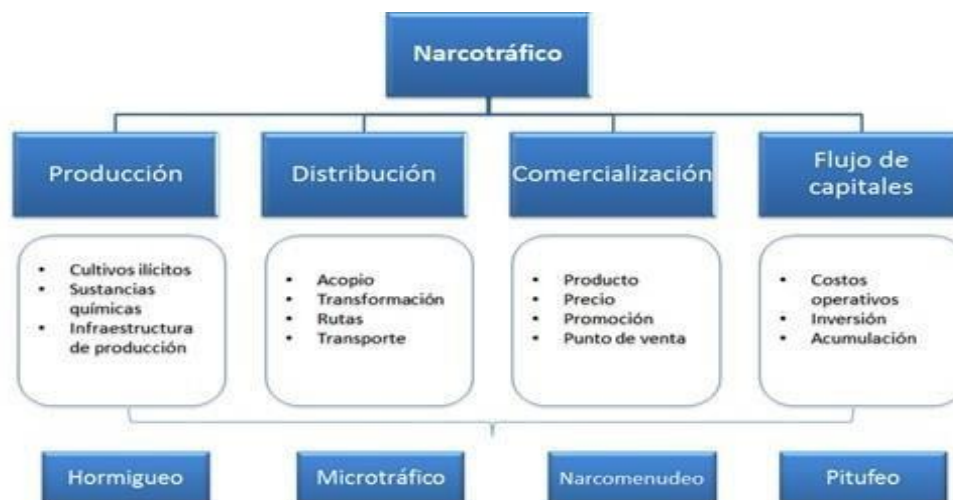 Narcotráfico
Producción
Distribución
Comercialización
Flujo de
capitales
• Cultivos ilícitos
• Sustancias
químicas
• Infraestructura
de producción
• Acopio
• Transformación
• Rutas
• Transporte
• Producto
• Precio
• Promoción
• Punto de venta
• Costos
operativos
• Inversión
• Acumulación
Hormigueo
Microtráfico
Narcomenudeo
Pitufeo